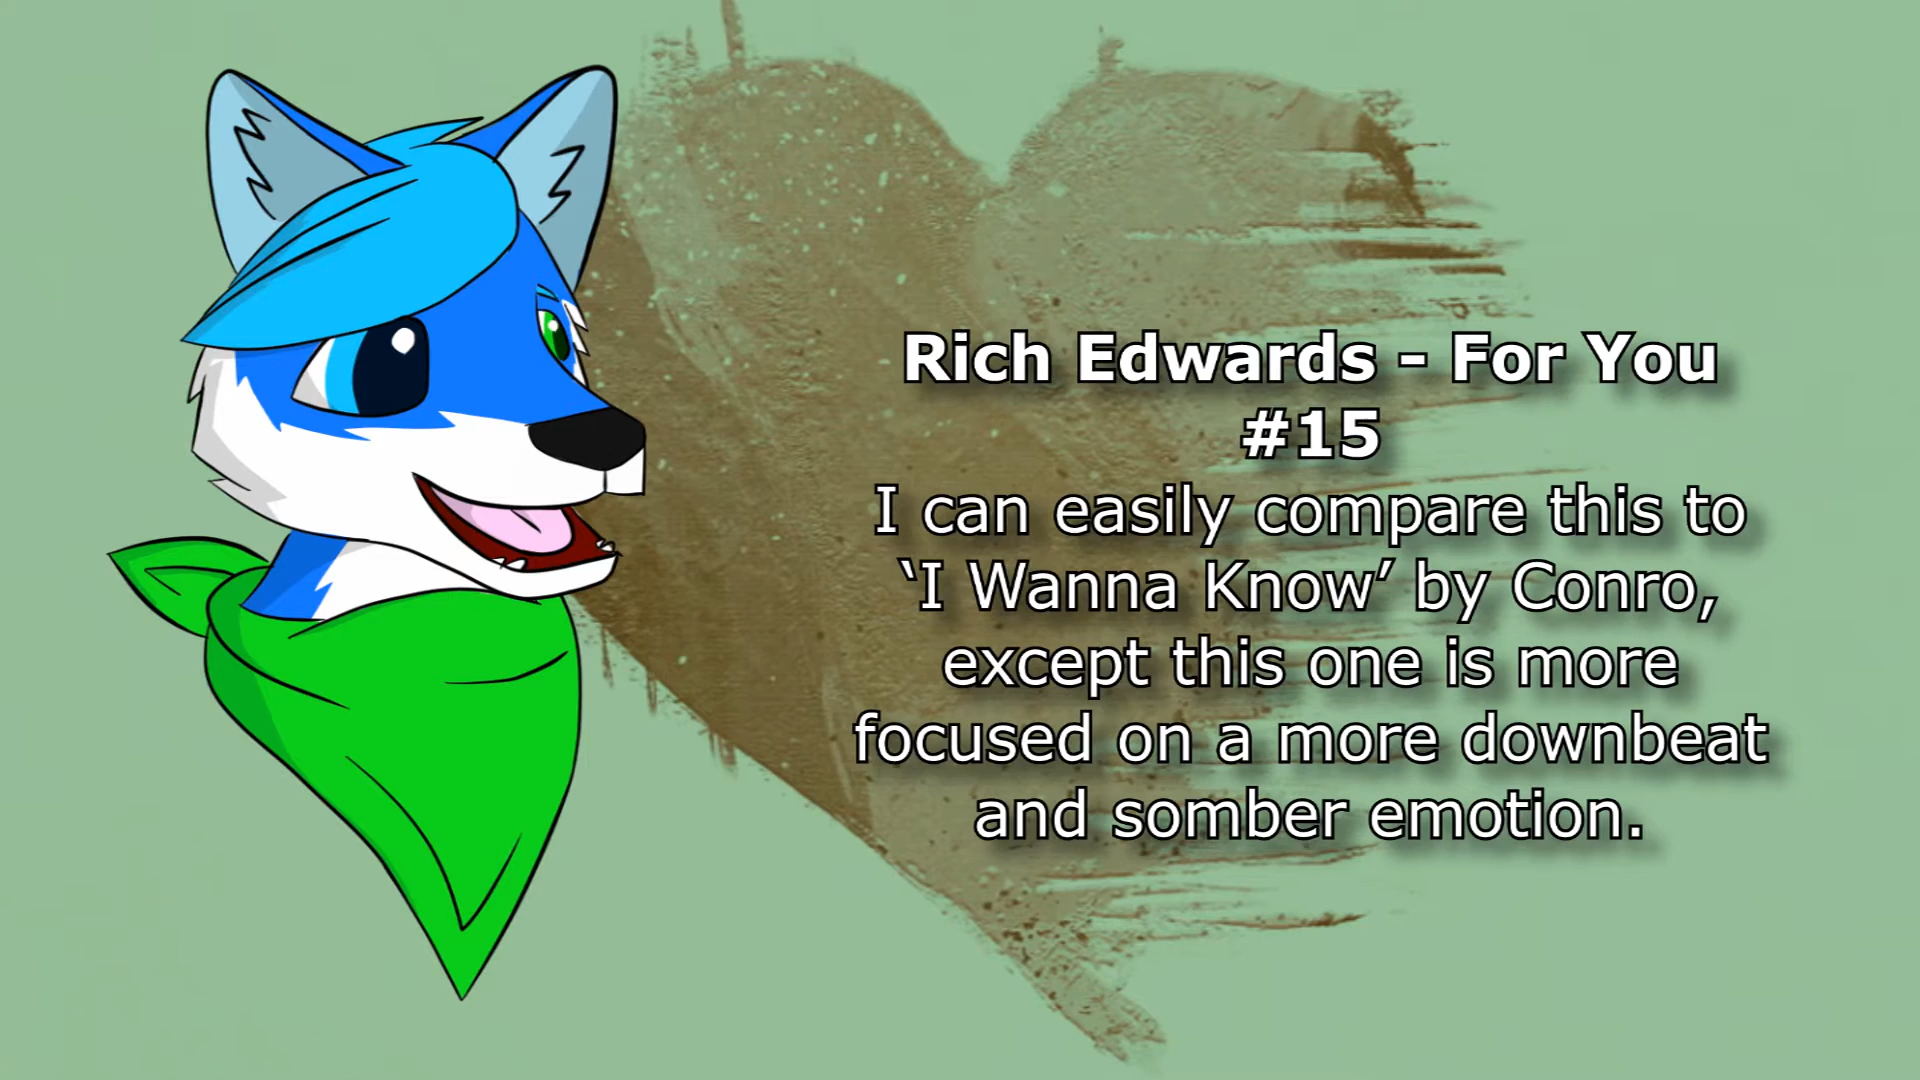 Rich Edwards - For You
#15
I can easily compare this to
‘I Wanna Know’ by Conro,
except this one is more
focused on a more downbeat
and somber emotion.